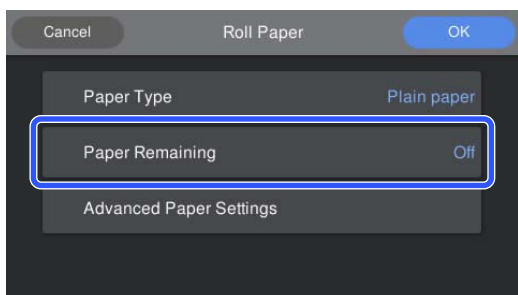 Cancel Roll Paper OK
Paper Type Plain paper
Paper Remaining Off
Advanced Paper Settings